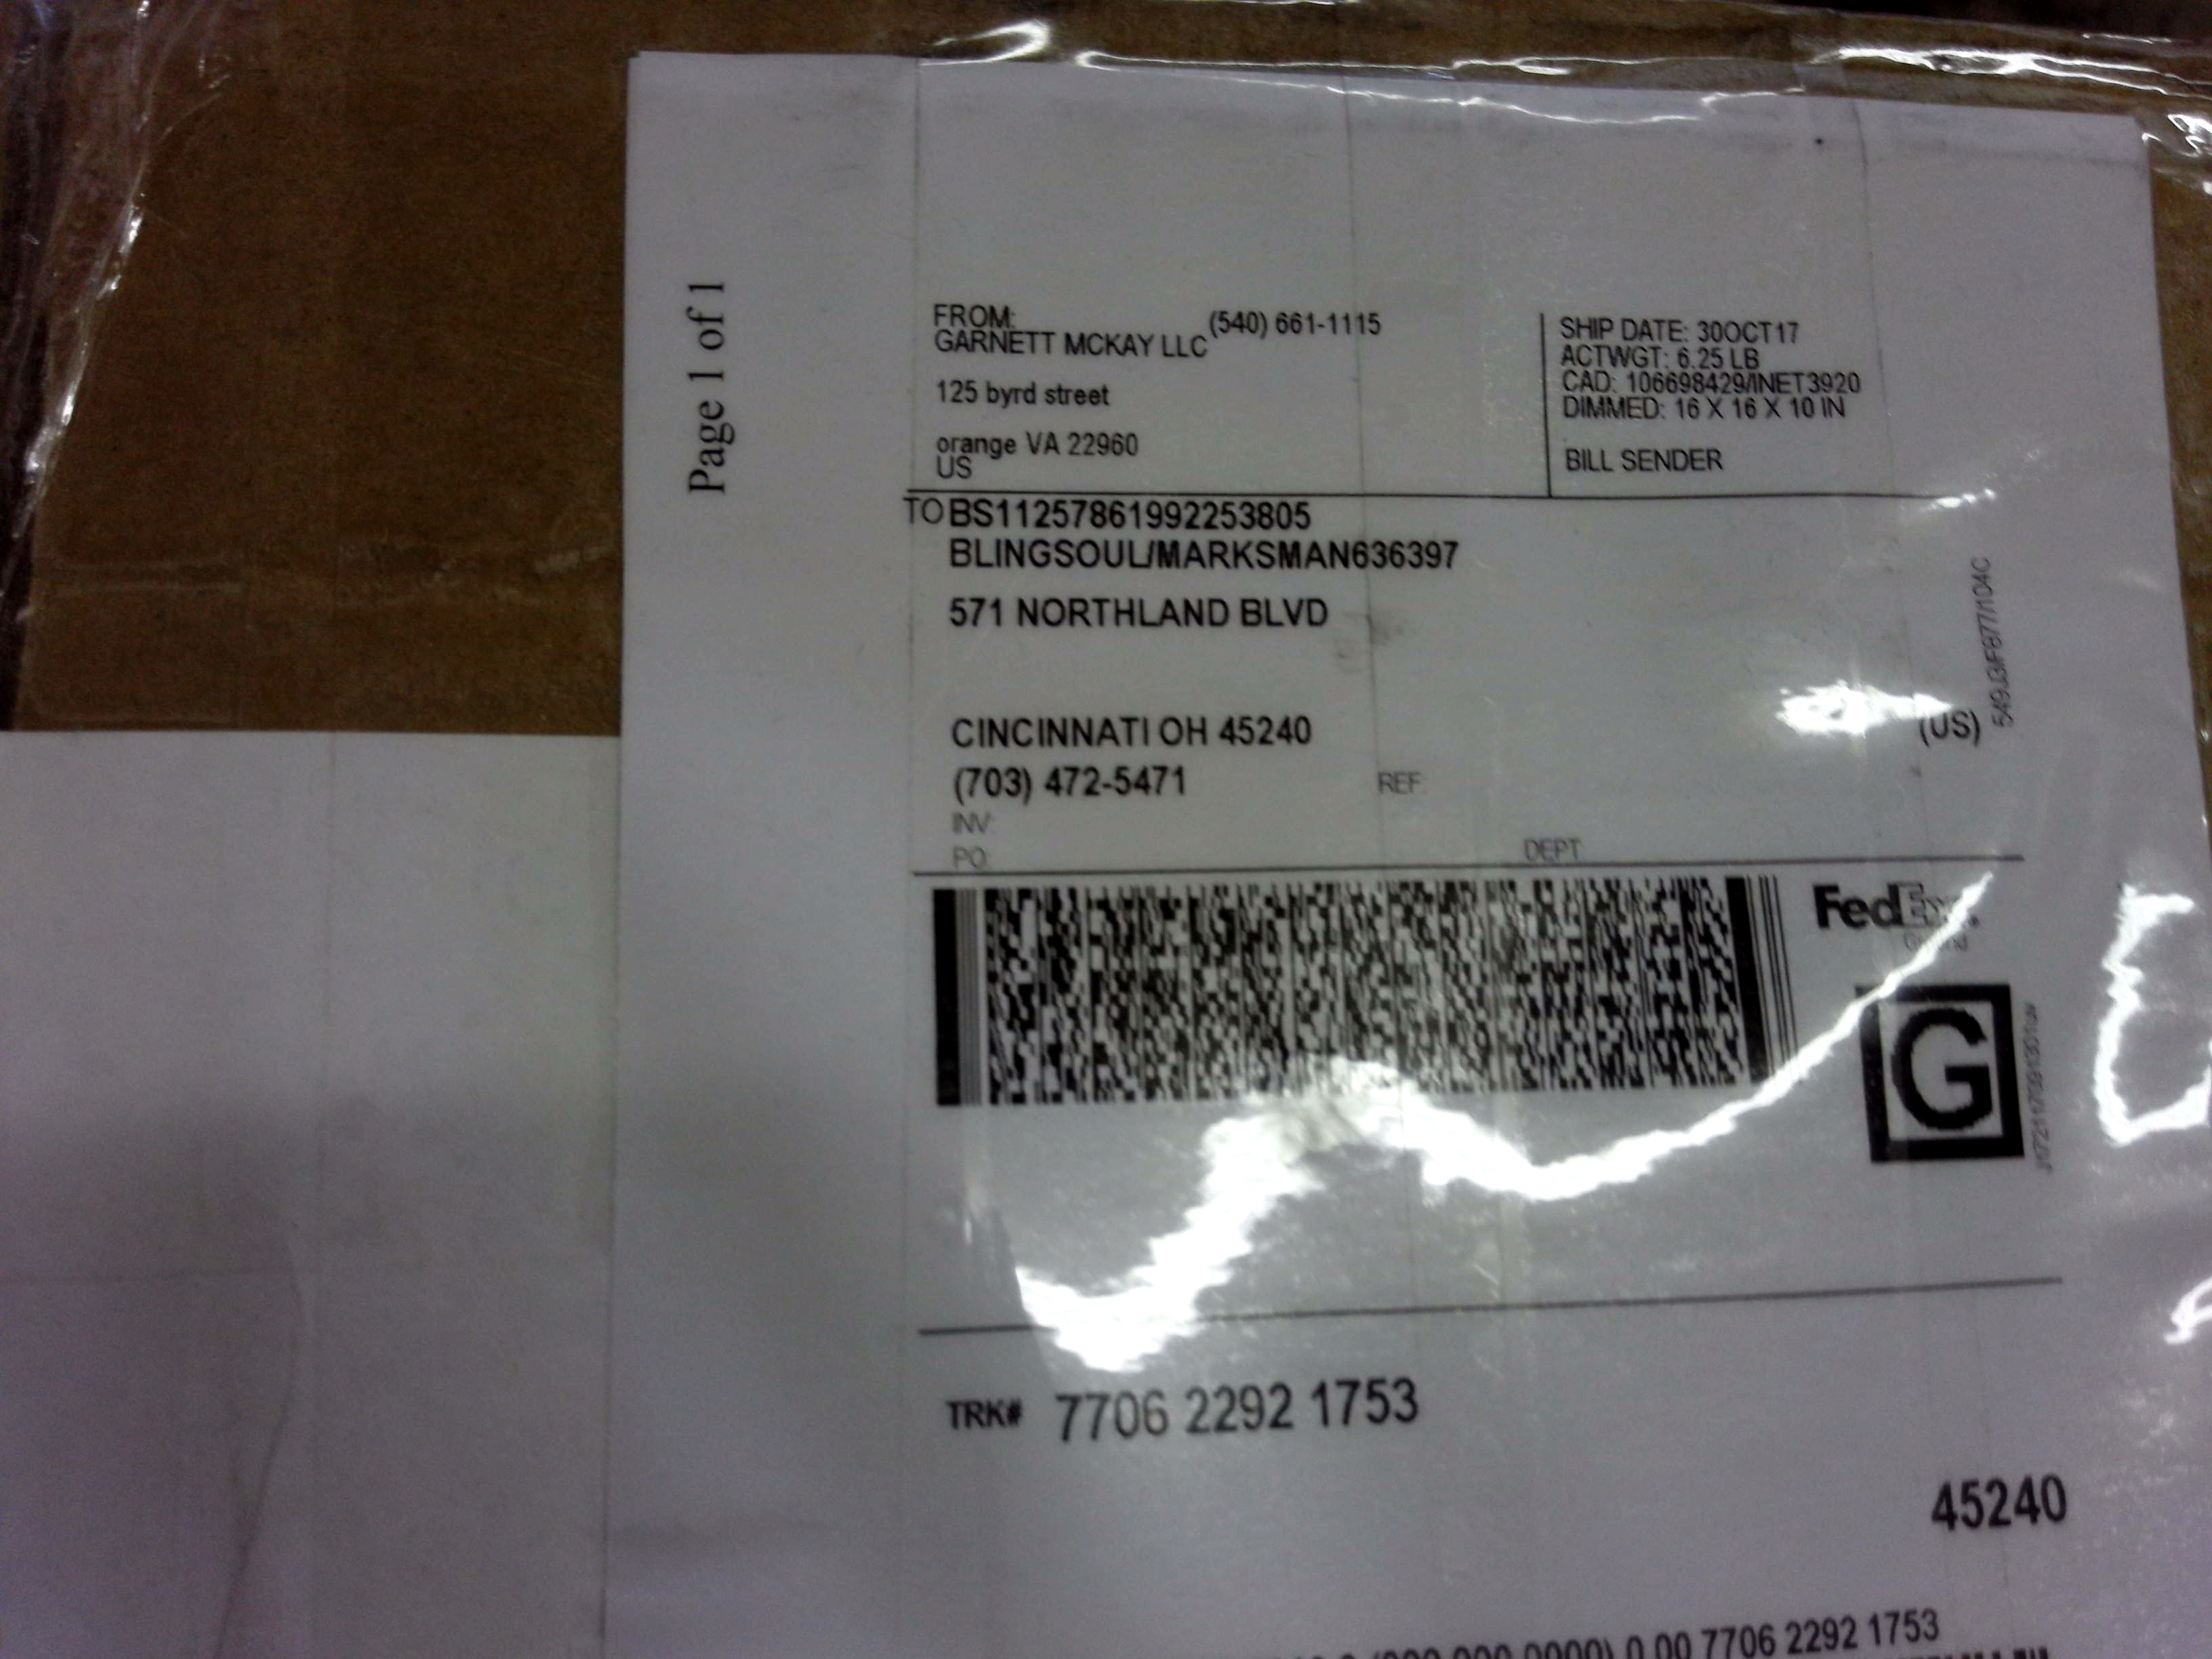 Page 1 of 1
FROM: (540) 661-1115
GARNETT MCKAY LLC
125 byrd street
orange VA 22960
US
SHIP DATE: 30OCT17
ACTWGT: 6.25 LB
CAD: 106698429/INET3920
DIMMED: 16 X 16 X 10 IN
BILL SENDER
TO BS11257861992253805
BLINGSOUL/MARKSMAN636397
571 NORTHLAND BLVD
CINCINNATI OH 45240
(US)
(703) 472-5471
REF:
INV:
PO:
DEPT:
FedEx
Ground
G
TRK# 7706 2292 1753
45240
0.00 7706 2292 1753